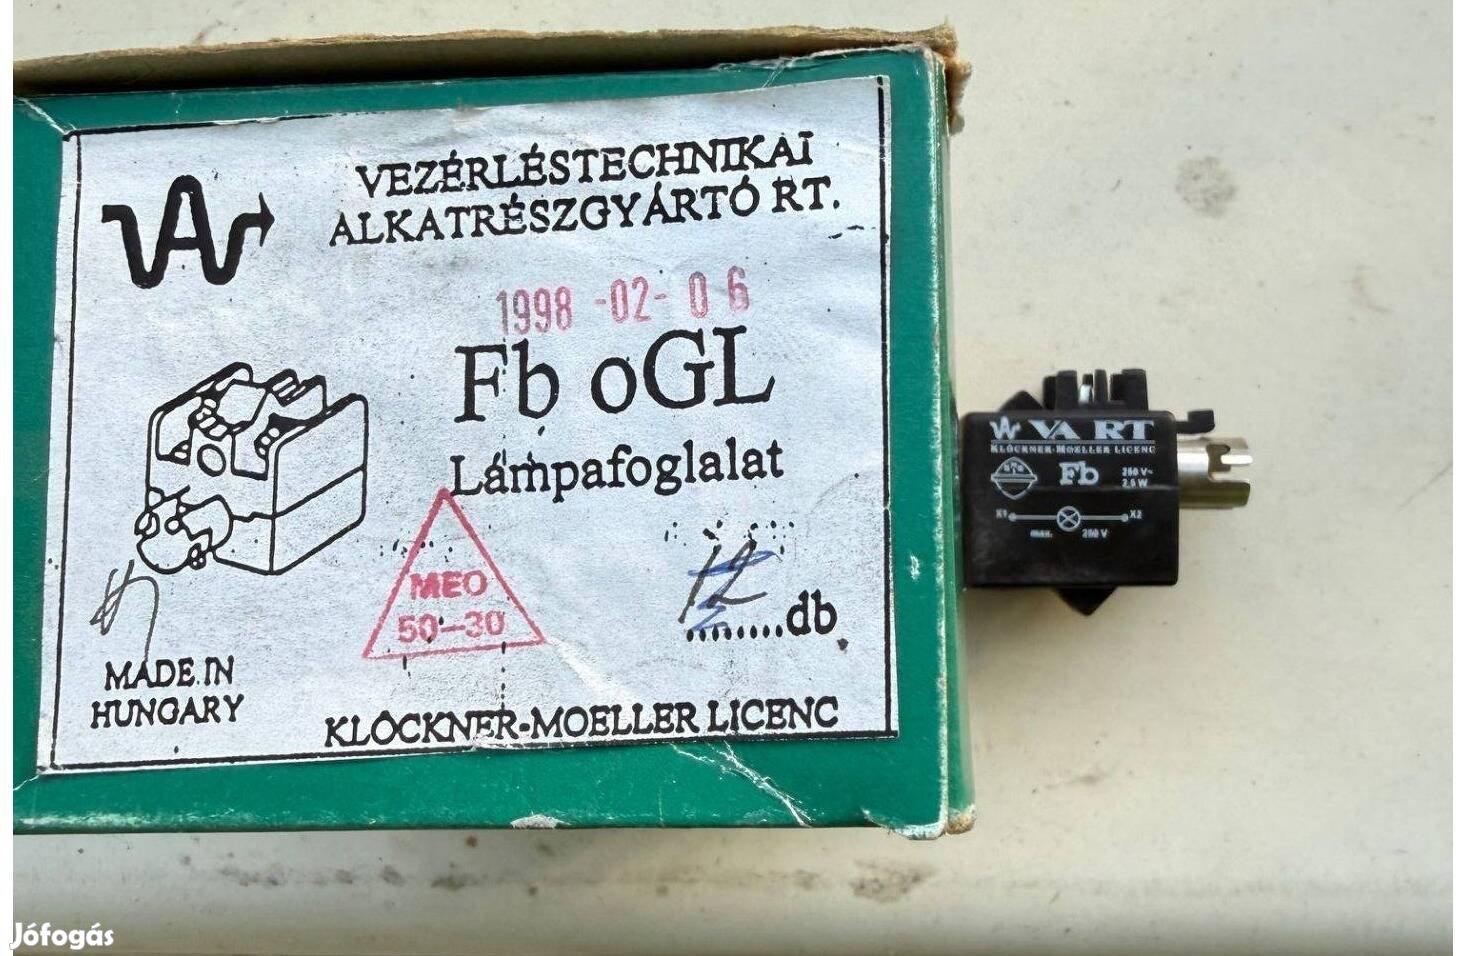 VEZÉRLÉSTECHNIKAI
ALKATRÉSZGYÁRTÓ RT.
1998-02-06
Fb oGL
Lámpafoglalat
MEO
50-30
12
........db
MADE IN
HUNGARY
KLÖCKNER-MOELLER LICENC
VA RT
KLÖCKNER-MOELLER LICENC
Fb
250 V~
2,5 W
X1
X2
max. 250 V
Jófogás